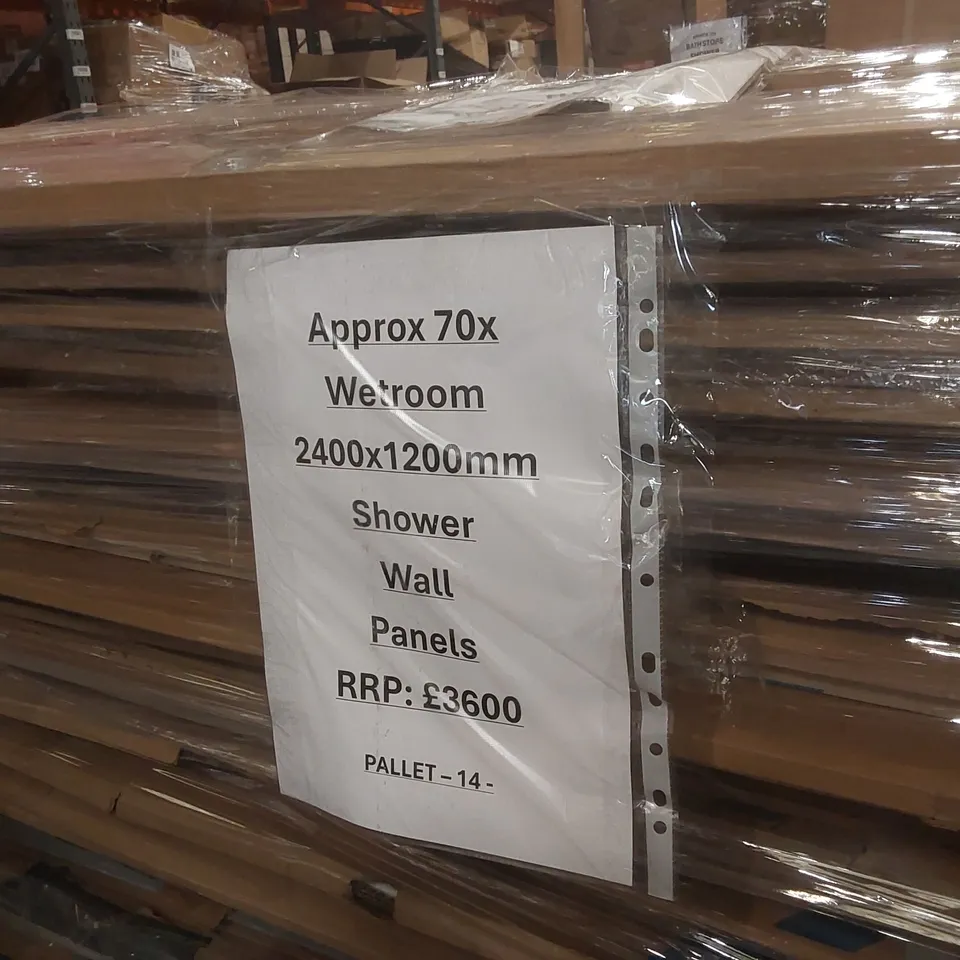 Approx 70x
Wetroom
2400x1200mm
Shower
Wall
Panels
RRP: £3600
PALLET – 14 -